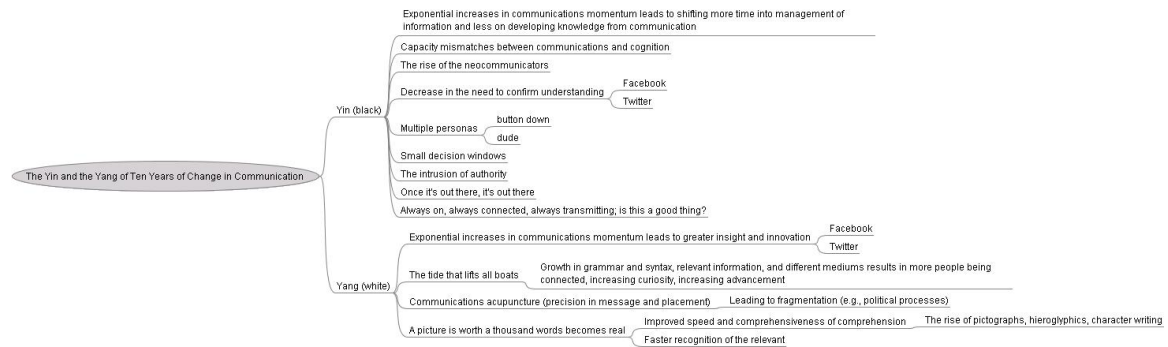 Exponential increases in communications momentum leads to shifting more time into management of
information and less on developing knowledge from communication
Capacity mismatches between communications and cognition
The rise of the neocommunicators
Decrease in the need to confirm understanding
Facebook
Twitter
Yin (black)
Multiple personas
button down
dude
Small decision windows
The intrusion of authority
Once it's out there, it's out there
Always on, always connected, always transmitting; is this a good thing?
The Yin and the Yang of Ten Years of Change in Communication
Exponential increases in communications momentum leads to greater insight and innovation
Facebook
Twitter
The tide that lifts all boats
Growth in grammar and syntax, relevant information, and different mediums results in more people being
connected, increasing curiosity, increasing advancement
Yang (white)
Communications acupuncture (precision in message and placement)
Leading to fragmentation (e.g., political processes)
A picture is worth a thousand words becomes real
Improved speed and comprehensiveness of comprehension
The rise of pictographs, hieroglyphics, character writing
Faster recognition of the relevant